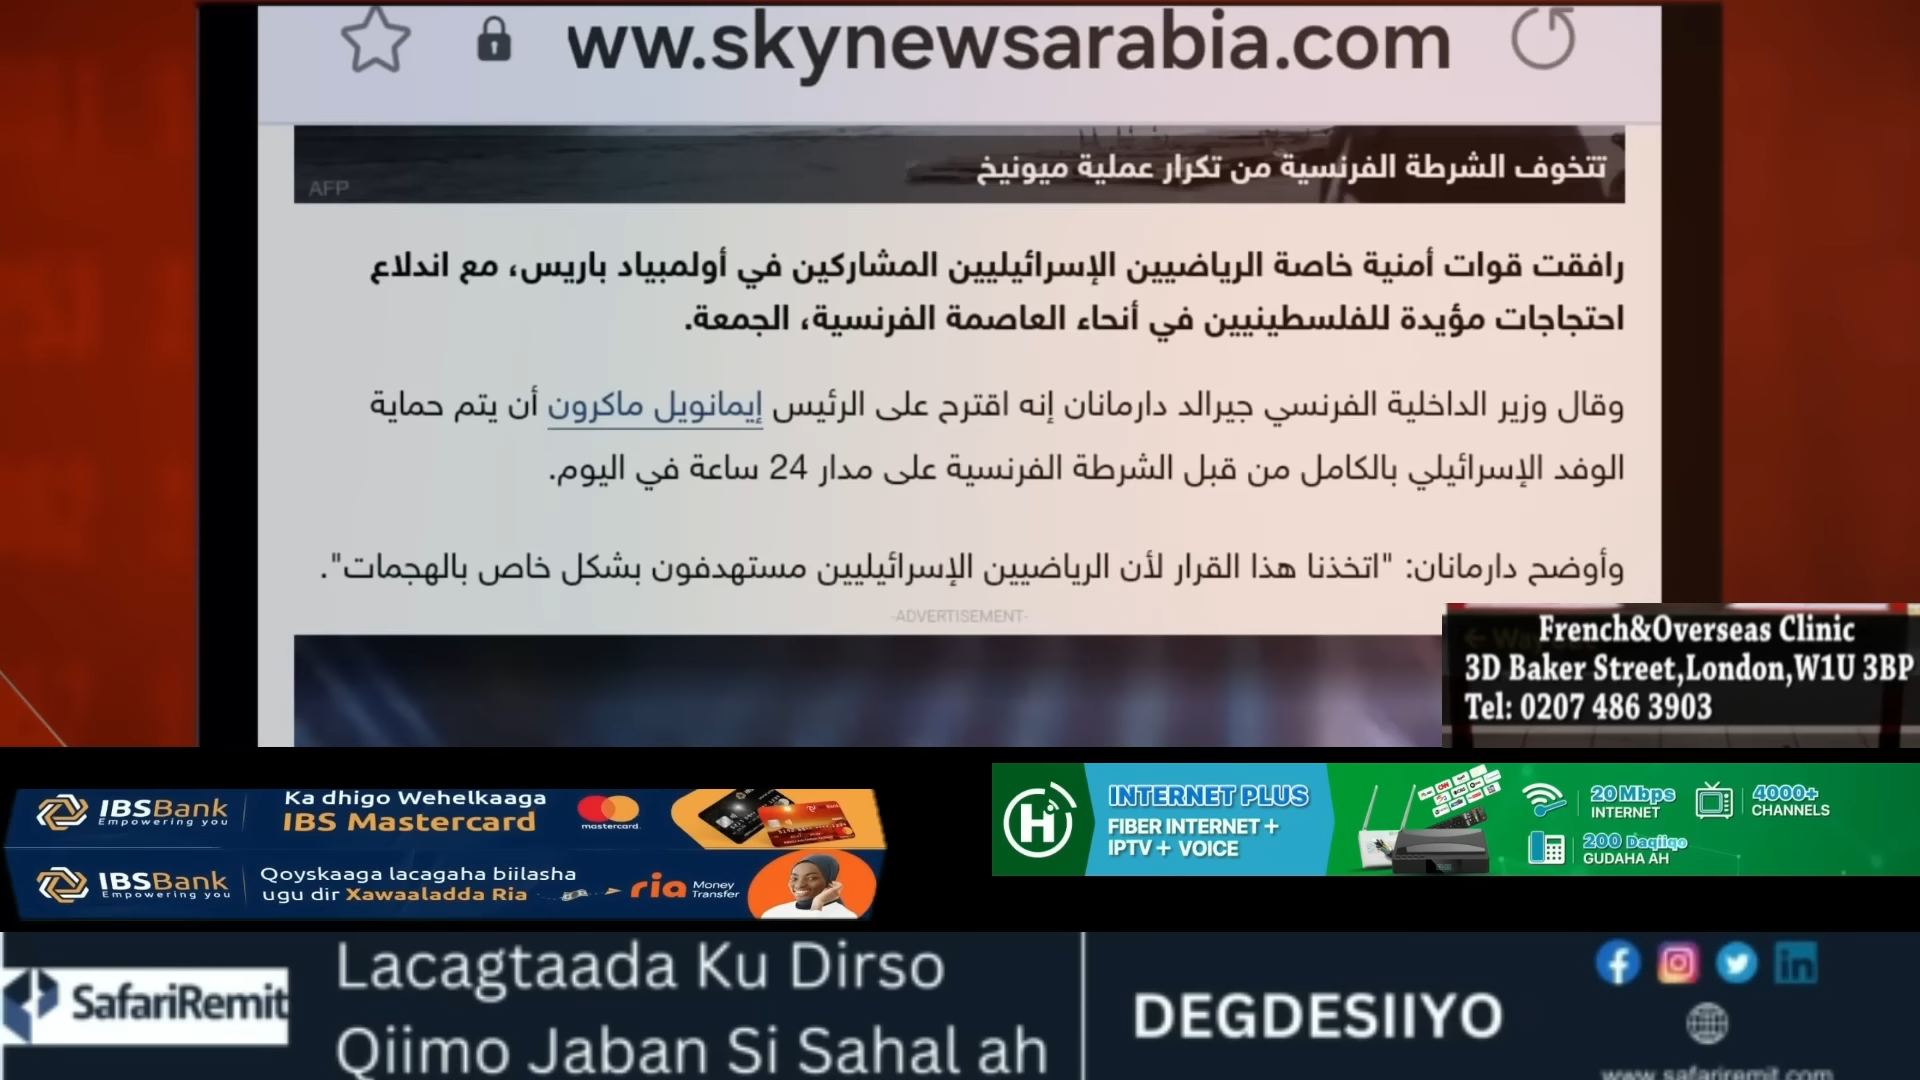 ww.skynewsarabia.com
تتخوف الشرطة الفرنسية من تكرار عملية ميونيخ
AFP
رافقت قوات أمنية خاصة الرياضيين الإسرائيليين المشاركين في أولمبياد باريس، مع اندلاع
احتجاجات مؤيدة للفلسطينيين في أنحاء العاصمة الفرنسية، الجمعة.
وقال وزير الداخلية الفرنسي جيرالد دارمانان إنه اقترح على الرئيس إيمانويل ماكرون أن يتم حماية
الوفد الإسرائيلي بالكامل من قبل الشرطة الفرنسية على مدار 24 ساعة في اليوم.
وأوضح دارمانان: "اتخذنا هذا القرار لأن الرياضيين الإسرائيليين مستهدفون بشكل خاص بالهجمات".
-ADVERTISEMENT-
French&Overseas Clinic
3D Baker Street,London,W1U 3BP
Tel: 0207 486 3903
IBSBank
Empowering you
Ka dhigo Wehelkaaga
IBS Mastercard
mastercard.
IBSBank
Empowering you
Qoyskaaga lacagaha biilasha
ugu dir Xawaaladda Ria
ria Money
Transfer
H
INTERNET PLUS
FIBER INTERNET +
IPTV + VOICE
20 Mbps
INTERNET
4000+
CHANNELS
200 Daqiiqo
GUDAHA AH
SafariRemit
Lacagtaada Ku Dirso
Qiimo Jaban Si Sahal ah
DEGDESIIYO
www.safariremit.com